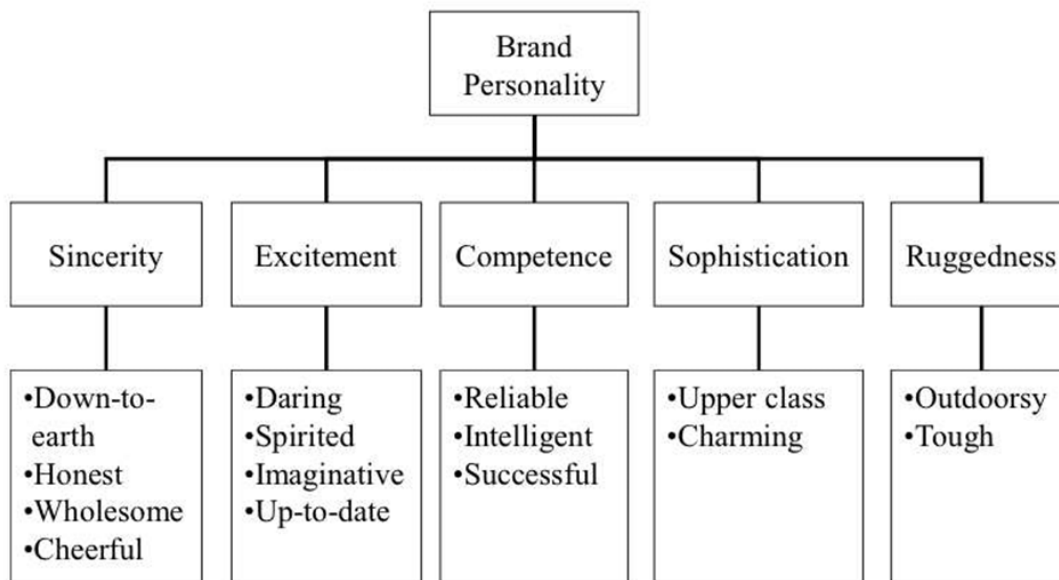 Brand
Personality
Sincerity
Excitement
Competence
Sophistication
Ruggedness
•Down-to-
earth
•Honest
•Wholesome
•Cheerful
•Daring
•Spirited
•Imaginative
•Up-to-date
•Reliable
•Intelligent
•Successful
•Upper class
•Charming
•Outdoorsy
•Tough